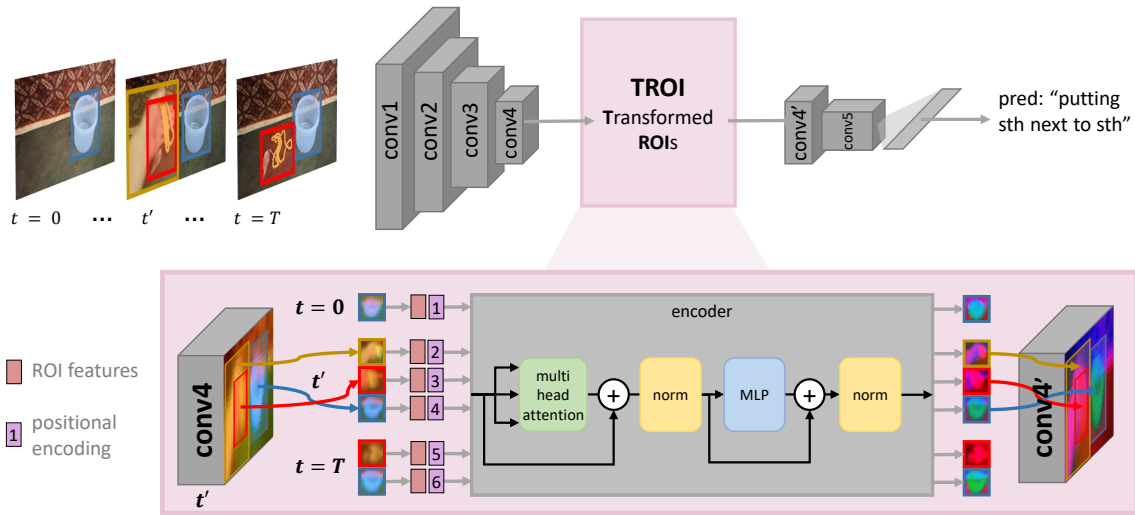 conv1
conv2
conv3
conv4
TROI
Transformed
ROIs
conv4'
conv5
pred: "putting
sth next to sth"
t = 0 ... t' ... t = T
t = 0
1
encoder
2
3
4
t'
ROI features
1 positional
encoding
conv4
t'
t = T
5
6
multi
head
attention
+
norm
MLP
+
norm
conv4'